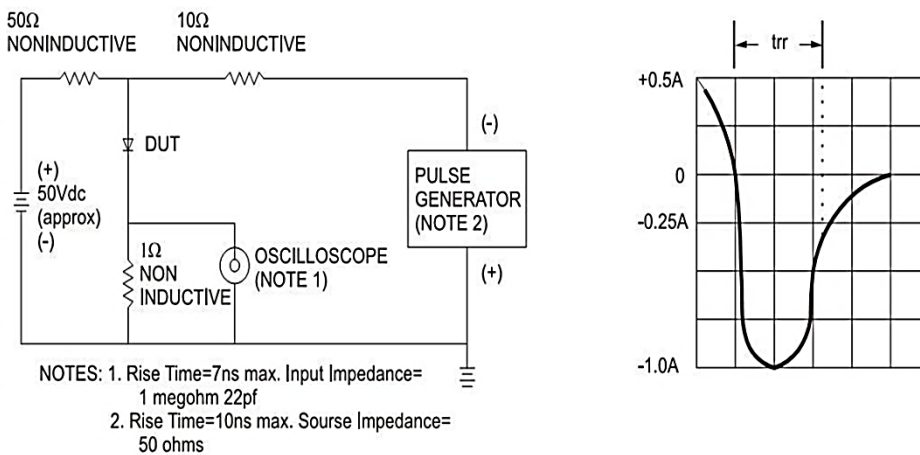 50Ω
NONINDUCTIVE
10Ω
NONINDUCTIVE
DUT
(+)
50Vdc
(approx)
(-)
1Ω
NON
INDUCTIVE
OSCILLOSCOPE
(NOTE 1)
(-)
PULSE
GENERATOR
(NOTE 2)
(+)
NOTES: 1. Rise Time=7ns max. Input Impedance=
1 megohm 22pf
2. Rise Time=10ns max. Sourse Impedance=
50 ohms
trr
+0.5A
0
-0.25A
-1.0A